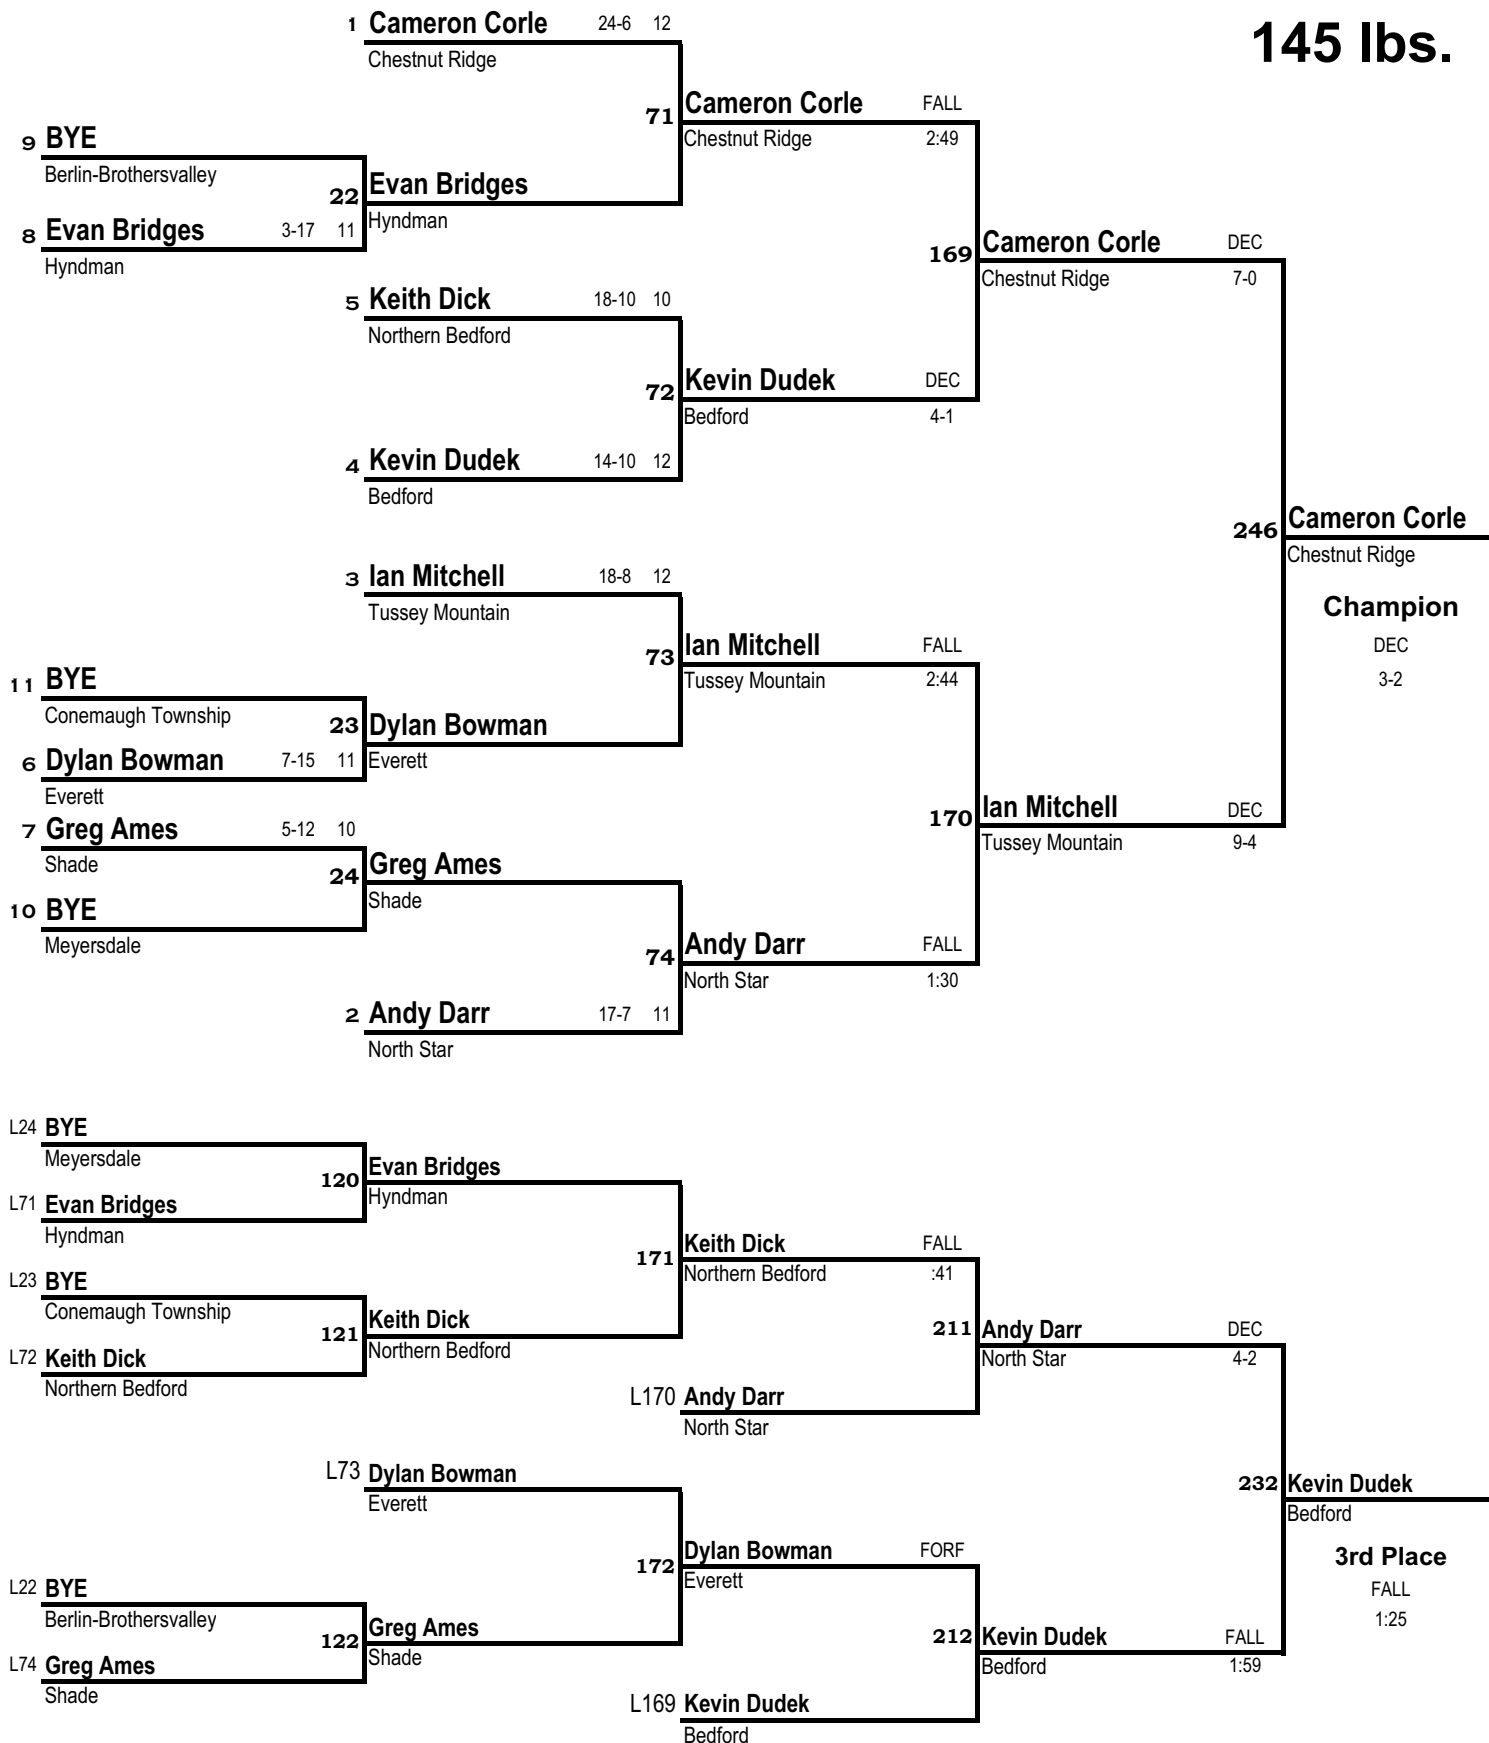 145 lbs.
1 Cameron Corle 24-6 12
Chestnut Ridge
71 Cameron Corle FALL
Chestnut Ridge 2:49
9 BYE
Berlin-Brothersvalley
22 Evan Bridges
Hyndman
8 Evan Bridges 3-17 11
Hyndman
169 Cameron Corle DEC
Chestnut Ridge 7-0
5 Keith Dick 18-10 10
Northern Bedford
72 Kevin Dudek DEC
Bedford 4-1
4 Kevin Dudek 14-10 12
Bedford
246 Cameron Corle
Chestnut Ridge
Champion
DEC
3-2
3 Ian Mitchell 18-8 12
Tussey Mountain
73 Ian Mitchell FALL
Tussey Mountain 2:44
11 BYE
Conemaugh Township
23 Dylan Bowman
Everett
6 Dylan Bowman 7-15 11
Everett
170 Ian Mitchell DEC
Tussey Mountain 9-4
7 Greg Ames 5-12 10
Shade
24 Greg Ames
Shade
10 BYE
Meyersdale
74 Andy Darr FALL
North Star 1:30
2 Andy Darr 17-7 11
North Star
L24 BYE
Meyersdale
120 Evan Bridges
Hyndman
L71 Evan Bridges
Hyndman
171 Keith Dick FALL
Northern Bedford :41
L23 BYE
Conemaugh Township
121 Keith Dick
Northern Bedford
L72 Keith Dick
Northern Bedford
211 Andy Darr DEC
North Star 4-2
L170 Andy Darr
North Star
L73 Dylan Bowman
Everett
232 Kevin Dudek
Bedford
3rd Place
FALL
1:25
172 Dylan Bowman FORF
Everett
L22 BYE
Berlin-Brothersvalley
122 Greg Ames
Shade
L74 Greg Ames
Shade
212 Kevin Dudek FALL
Bedford 1:59
L169 Kevin Dudek
Bedford